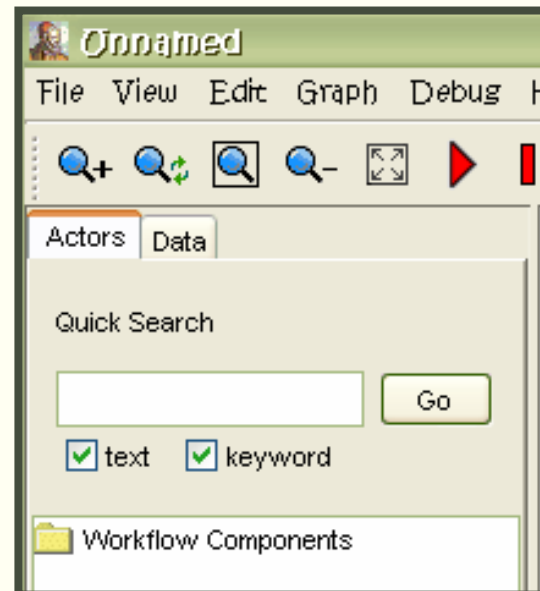 Unnamed
File View Edit Graph Debug
Actors Data
Quick Search
Go
text keyword
Workflow Components